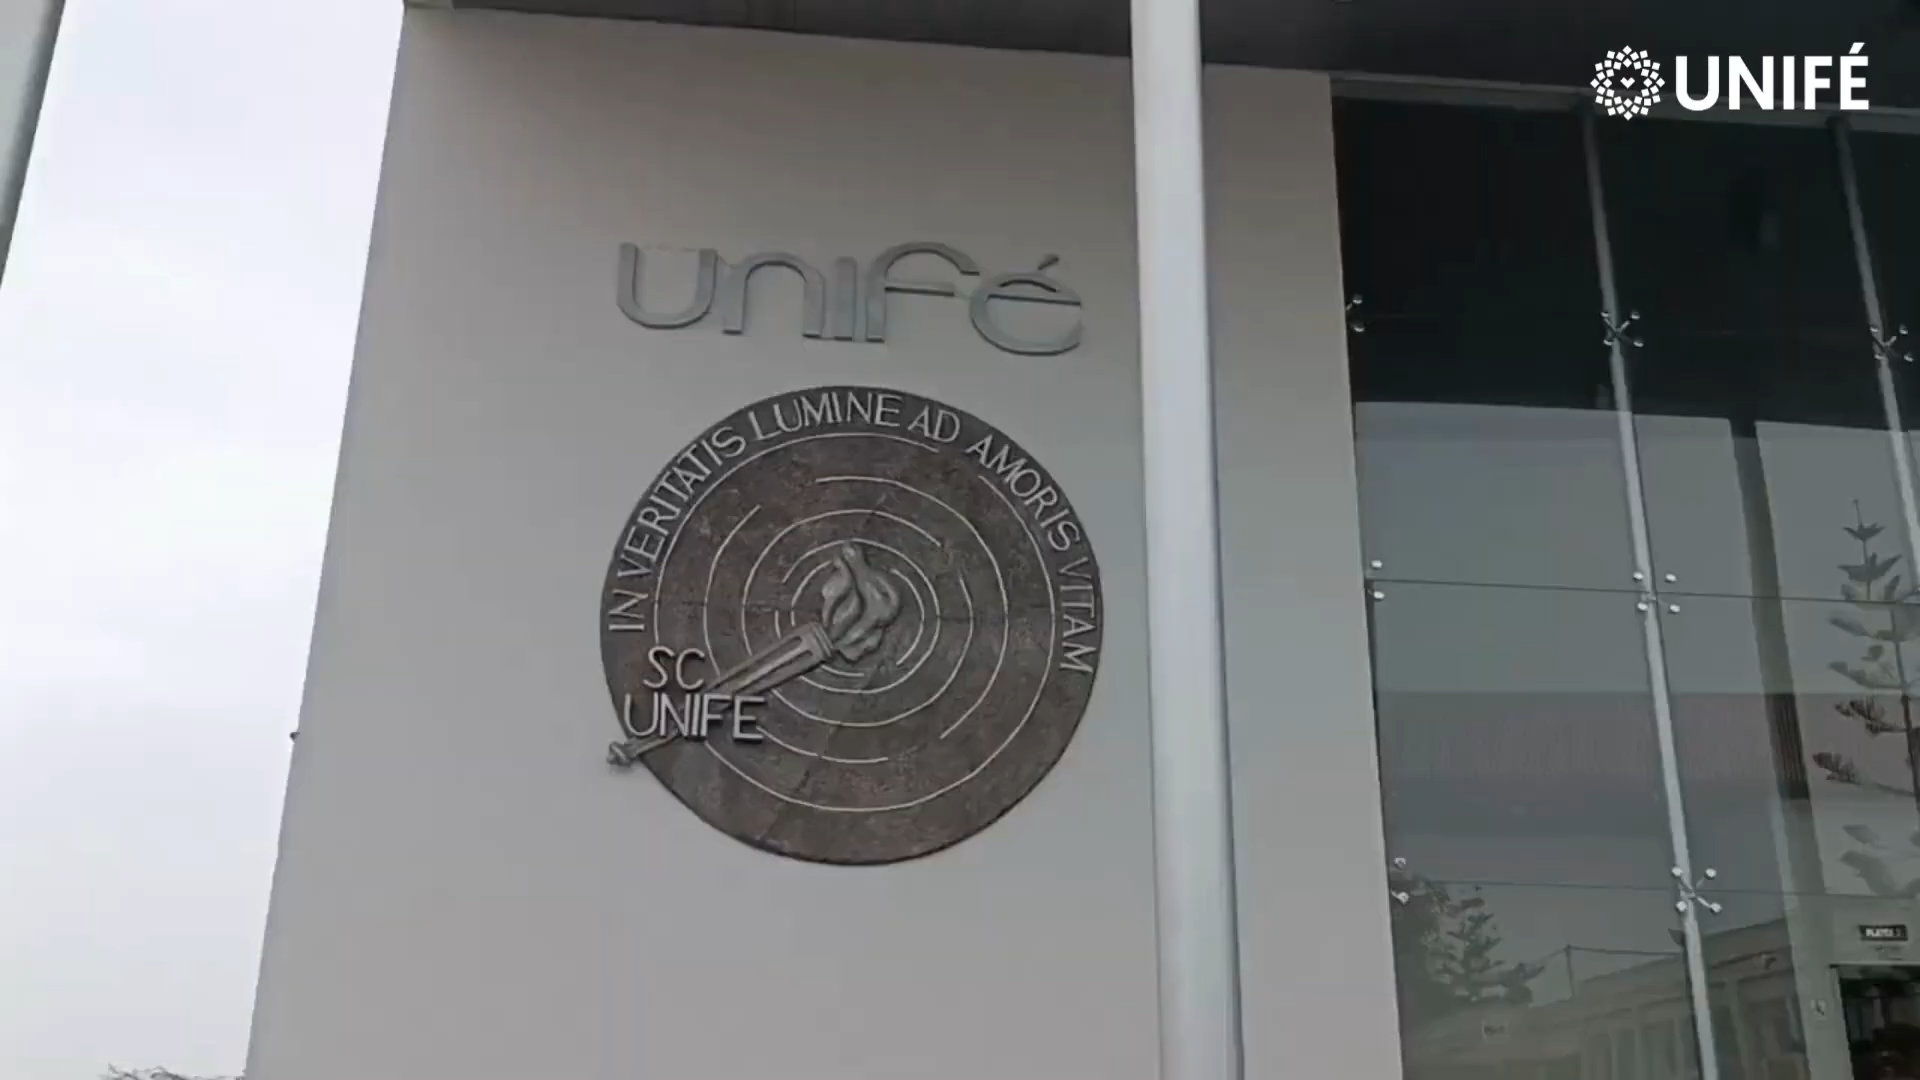 UNIFÉ
unifé
IN VERITATIS LUMINE AD AMORIS VITAM
SC
UNIFE